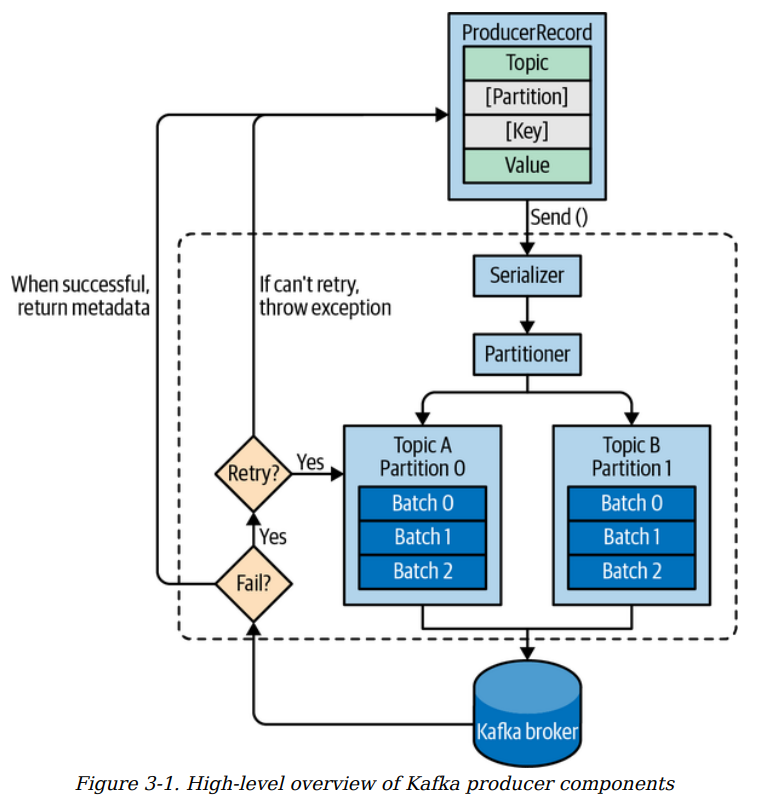 ProducerRecord
Topic
[Partition]
[Key]
Value
Send ()
Serializer
Partitioner
When successful,
return metadata
If can't retry,
throw exception
Topic A
Partition 0
Batch 0
Batch 1
Batch 2
Topic B
Partition 1
Batch 0
Batch 1
Batch 2
Retry?
Yes
Yes
Fail?
Kafka broker
Figure 3-1. High-level overview of Kafka producer components